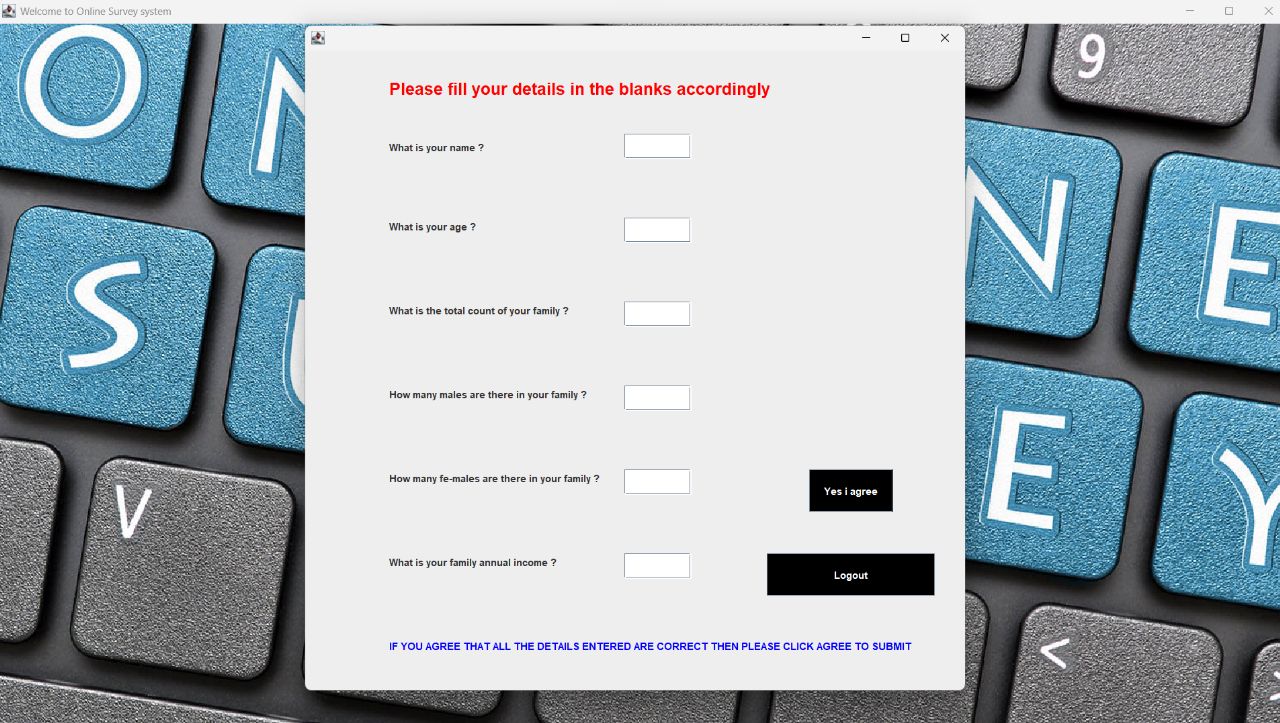 Welcome to Online Survey system
Please fill your details in the blanks accordingly
What is your name ?
What is your age ?
What is the total count of your family ?
How many males are there in your family ?
How many fe-males are there in your family ?
Yes i agree
What is your family annual income ?
Logout
IF YOU AGREE THAT ALL THE DETAILS ENTERED ARE CORRECT THEN PLEASE CLICK AGREE TO SUBMIT
O N
9
N E
S U
E Y
V
<